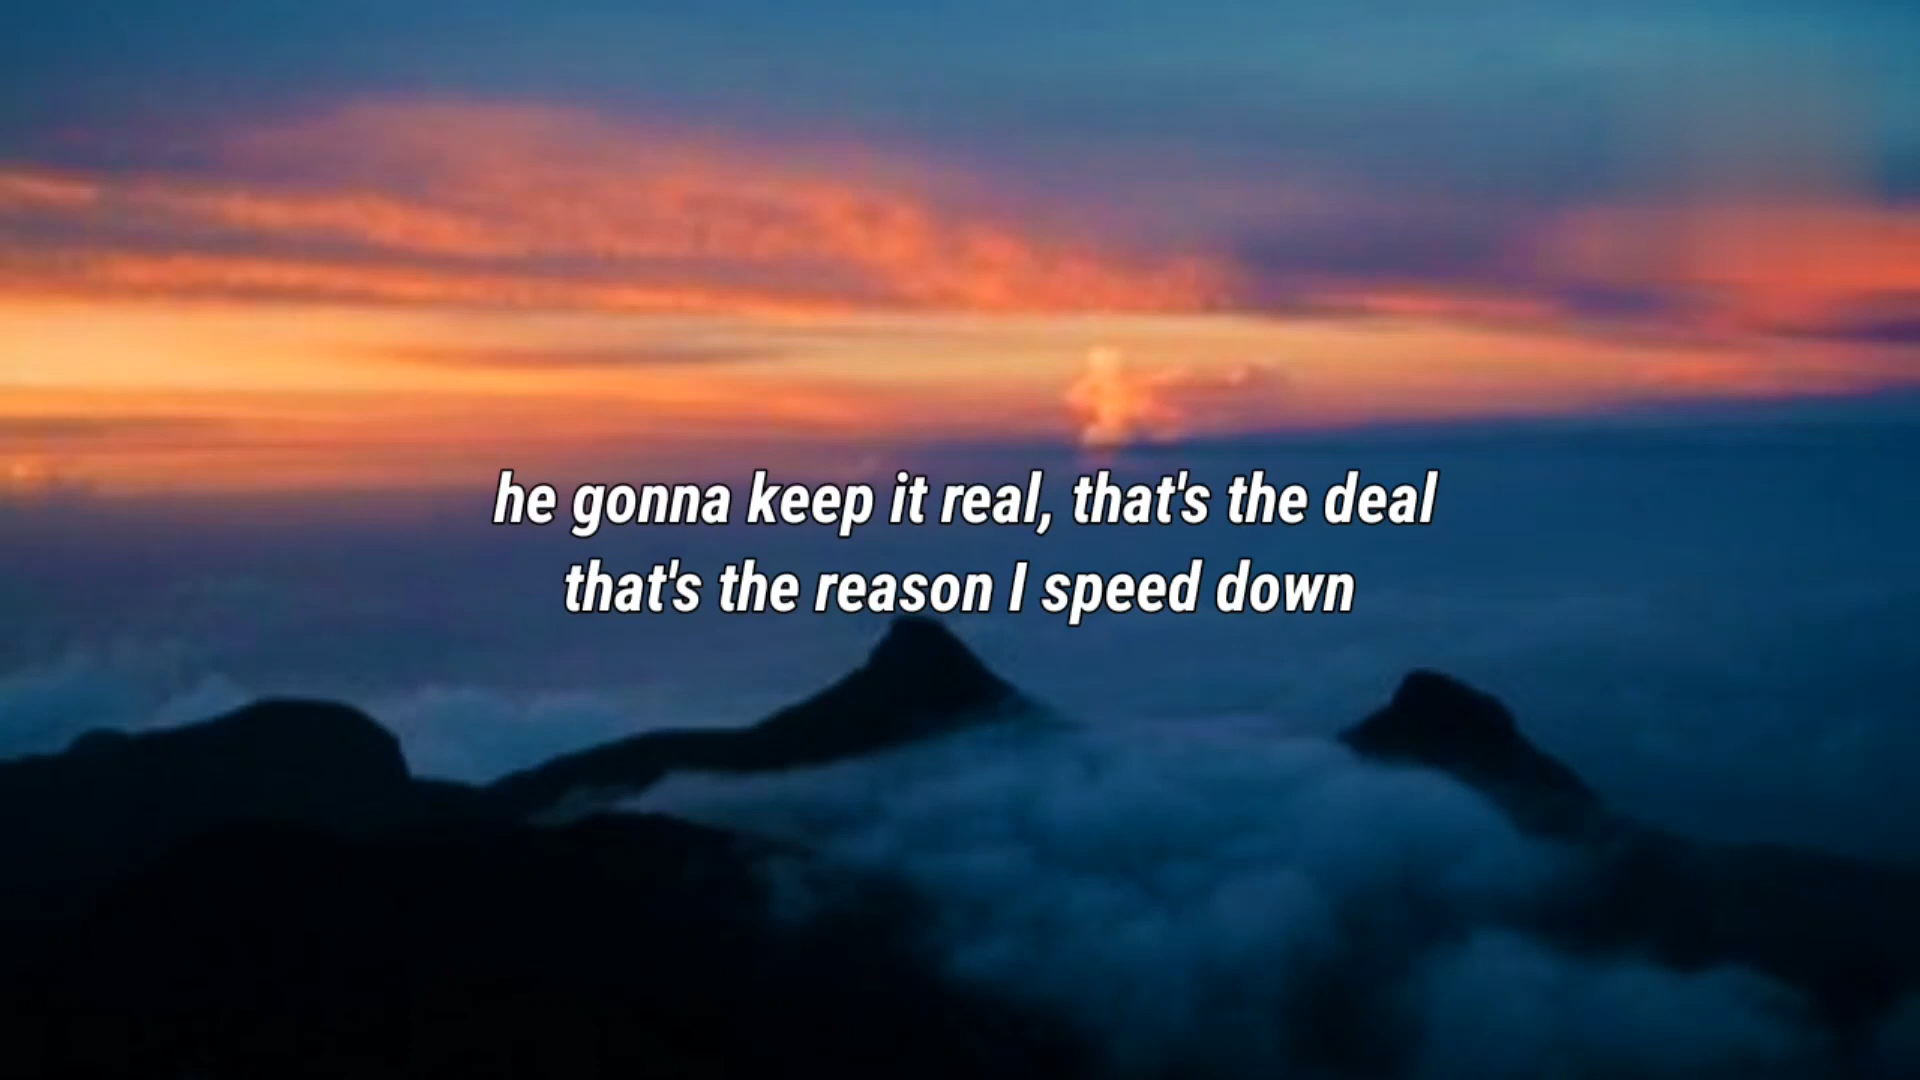 he gonna keep it real, that's the deal
that's the reason I speed down